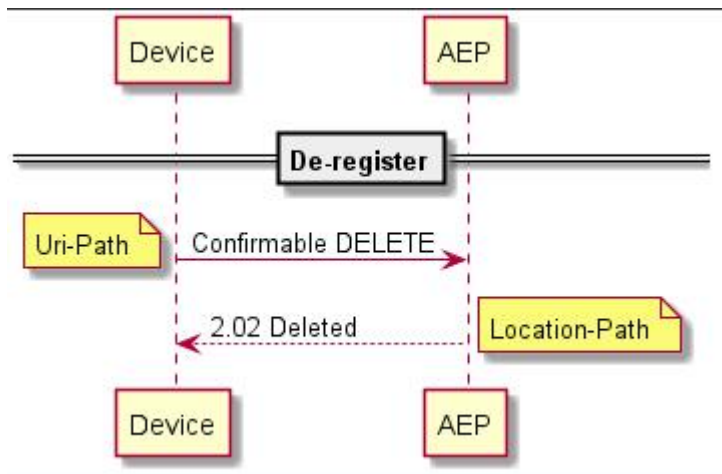 Device
AEP
De-register
Uri-Path
Confirmable DELETE
2.02 Deleted
Location-Path
Device
AEP